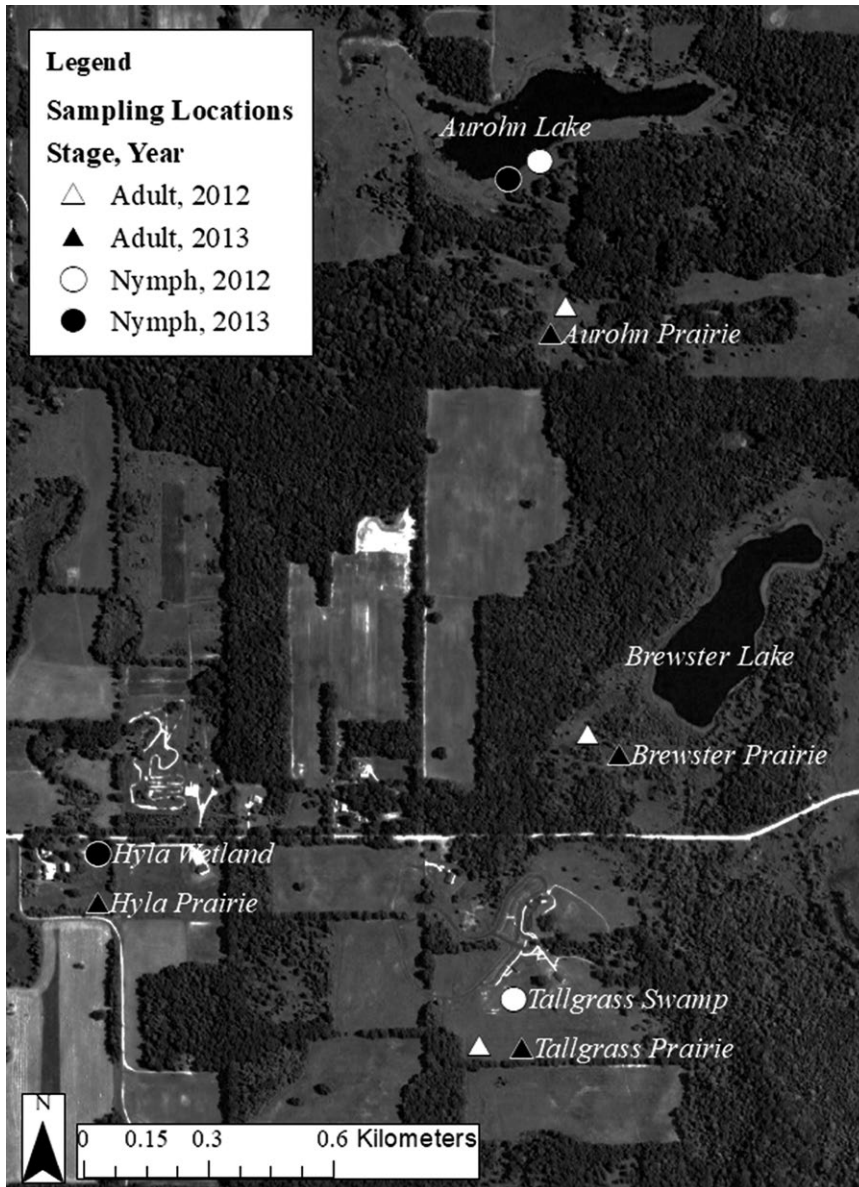 Legend
Sampling Locations
Stage, Year
Adult, 2012
Adult, 2013
Nymph, 2012
Nymph, 2013
Aurohn Lake
Aurohn Prairie
Brewster Lake
Brewster Prairie
Hyla Wetland
Hyla Prairie
Tallgrass Swamp
Tallgrass Prairie
N
0 0.15 0.3 0.6 Kilometers